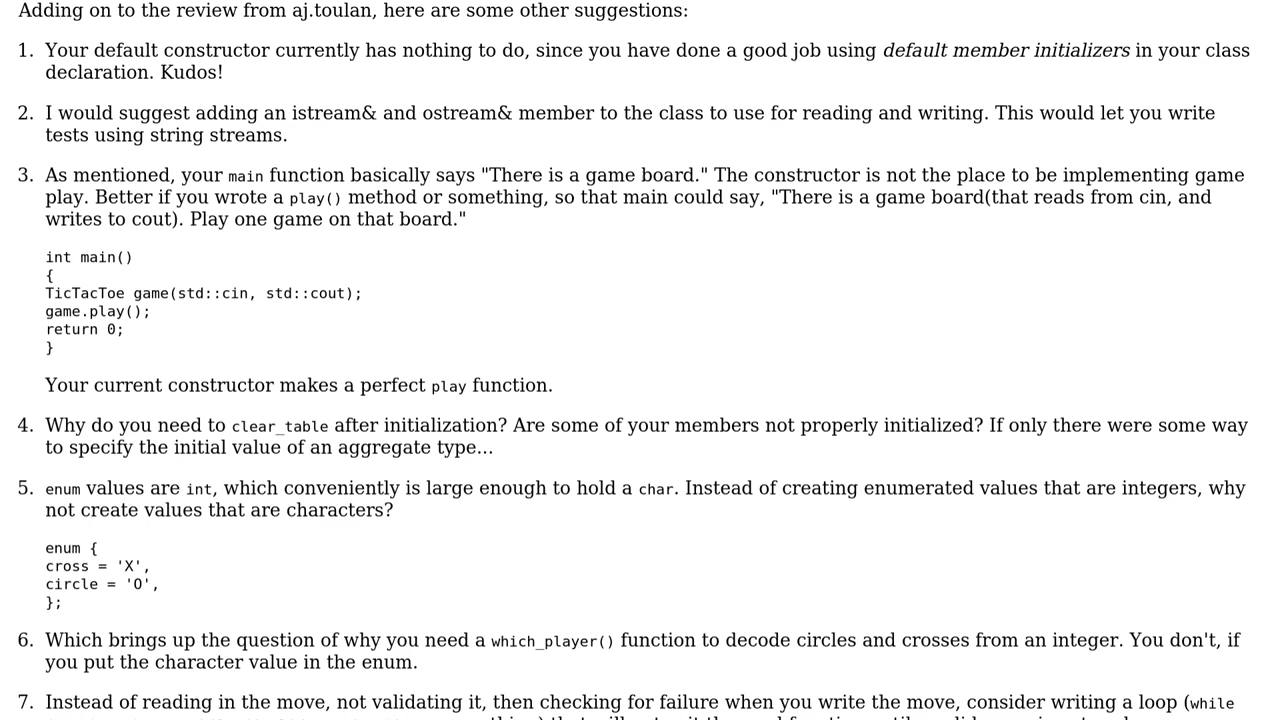 Adding on to the review from aj.toulan, here are some other suggestions:
1. Your default constructor currently has nothing to do, since you have done a good job using default member initializers in your class
declaration. Kudos!
2. I would suggest adding an istream& and ostream& member to the class to use for reading and writing. This would let you write
tests using string streams.
3. As mentioned, your main function basically says "There is a game board." The constructor is not the place to be implementing game
play. Better if you wrote a play() method or something, so that main could say, "There is a game board(that reads from cin, and
writes to cout). Play one game on that board."
int main()
{
TicTacToe game(std::cin, std::cout);
game.play();
return 0;
}
Your current constructor makes a perfect play function.
4. Why do you need to clear_table after initialization? Are some of your members not properly initialized? If only there were some way
to specify the initial value of an aggregate type...
5. enum values are int, which conveniently is large enough to hold a char. Instead of creating enumerated values that are integers, why
not create values that are characters?
enum {
cross = 'X',
circle = 'O',
};
6. Which brings up the question of why you need a which_player() function to decode circles and crosses from an integer. You don't, if
you put the character value in the enum.
7. Instead of reading in the move, not validating it, then checking for failure when you write the move, consider writing a loop (while